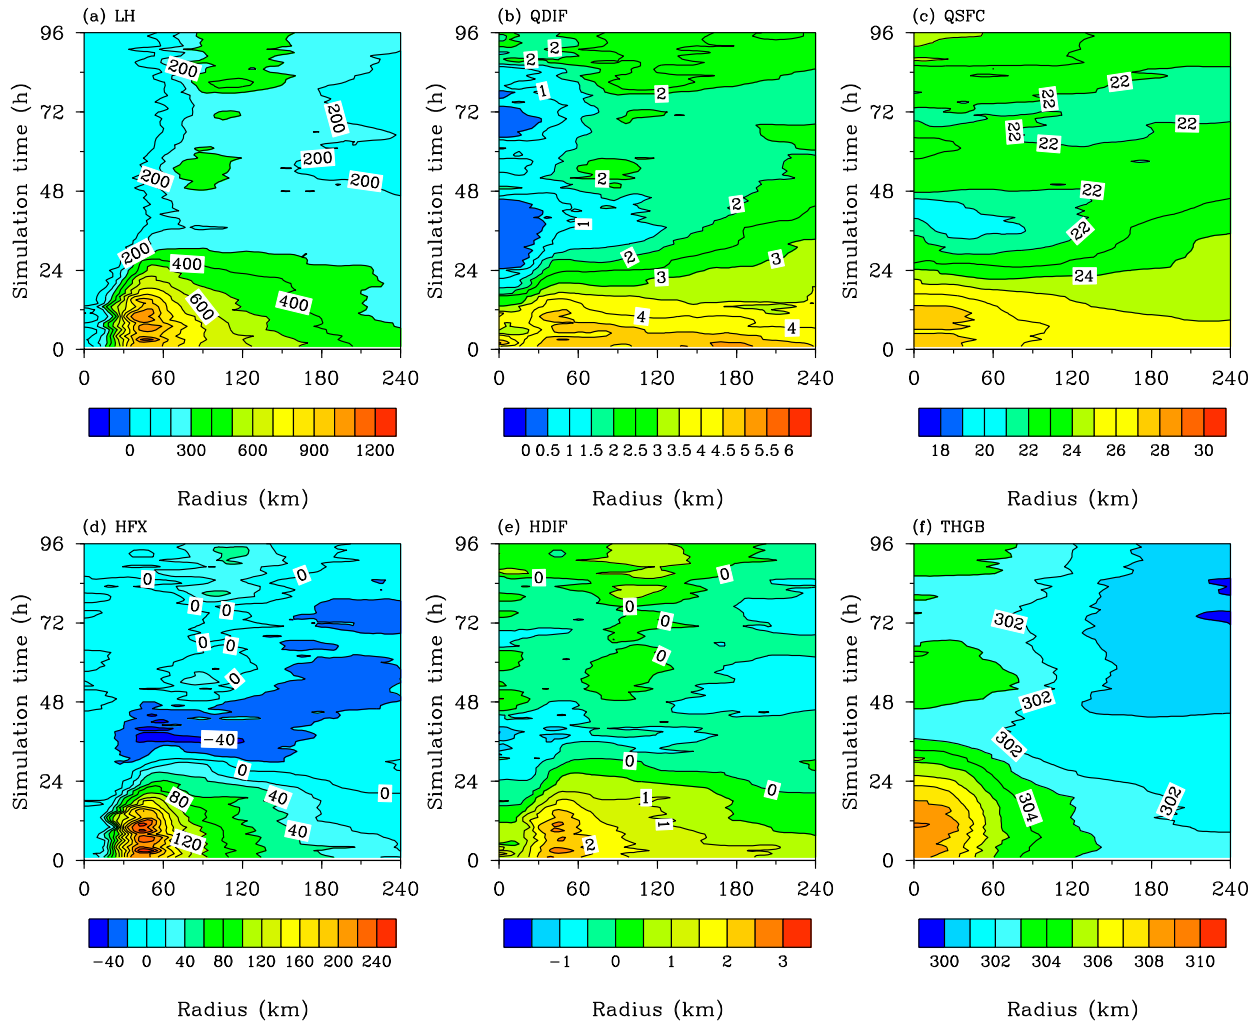 (a) LH
(b) QDIF
(c) QSFC
Simulation time (h)
96
72
48
24
0
200
200
200
200
200
200
400
400
600
0 60 120 180 240
0 300 600 900 1200
Radius (km)
Simulation time (h)
96
72
48
24
0
2
2
1
2
2
2
1
2
3
3
4
4
0 60 120 180 240
0 0.5 1 1.5 2 2.5 3 3.5 4 4.5 5 5.5 6
Radius (km)
Simulation time (h)
96
72
48
24
0
22
22
22
22
22
22
22
24
0 60 120 180 240
18 20 22 24 26 28 30
Radius (km)
(d) HFX
(e) HDIF
(f) THGB
Simulation time (h)
96
72
48
24
0
0
0
0
0
0
0
0
-40
0
0
80
40
40
120
0 60 120 180 240
-40 0 40 80 120 160 200 240
Radius (km)
Simulation time (h)
96
72
48
24
0
0
0
0
0
0
0
0
1
1
2
0 60 120 180 240
-1 0 1 2 3
Radius (km)
Simulation time (h)
96
72
48
24
0
302
302
302
302
304
0 60 120 180 240
300 302 304 306 308 310
Radius (km)